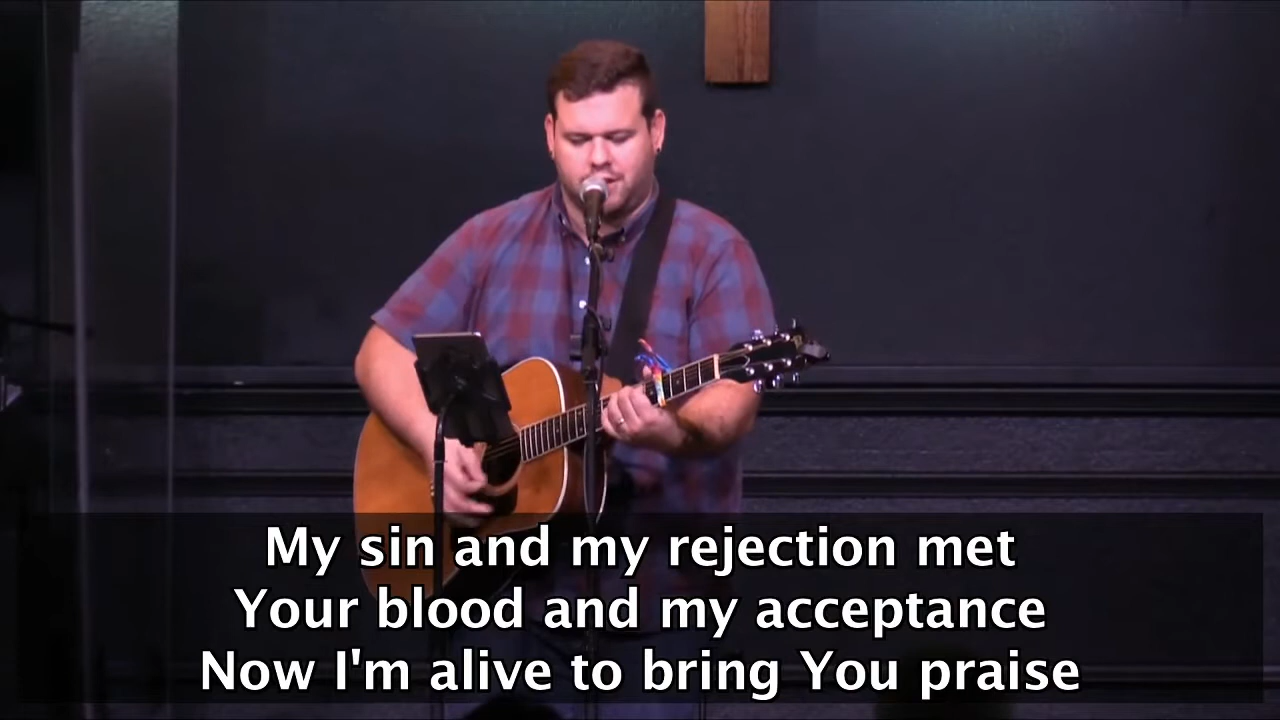 My sin and my rejection met
Your blood and my acceptance
Now I'm alive to bring You praise